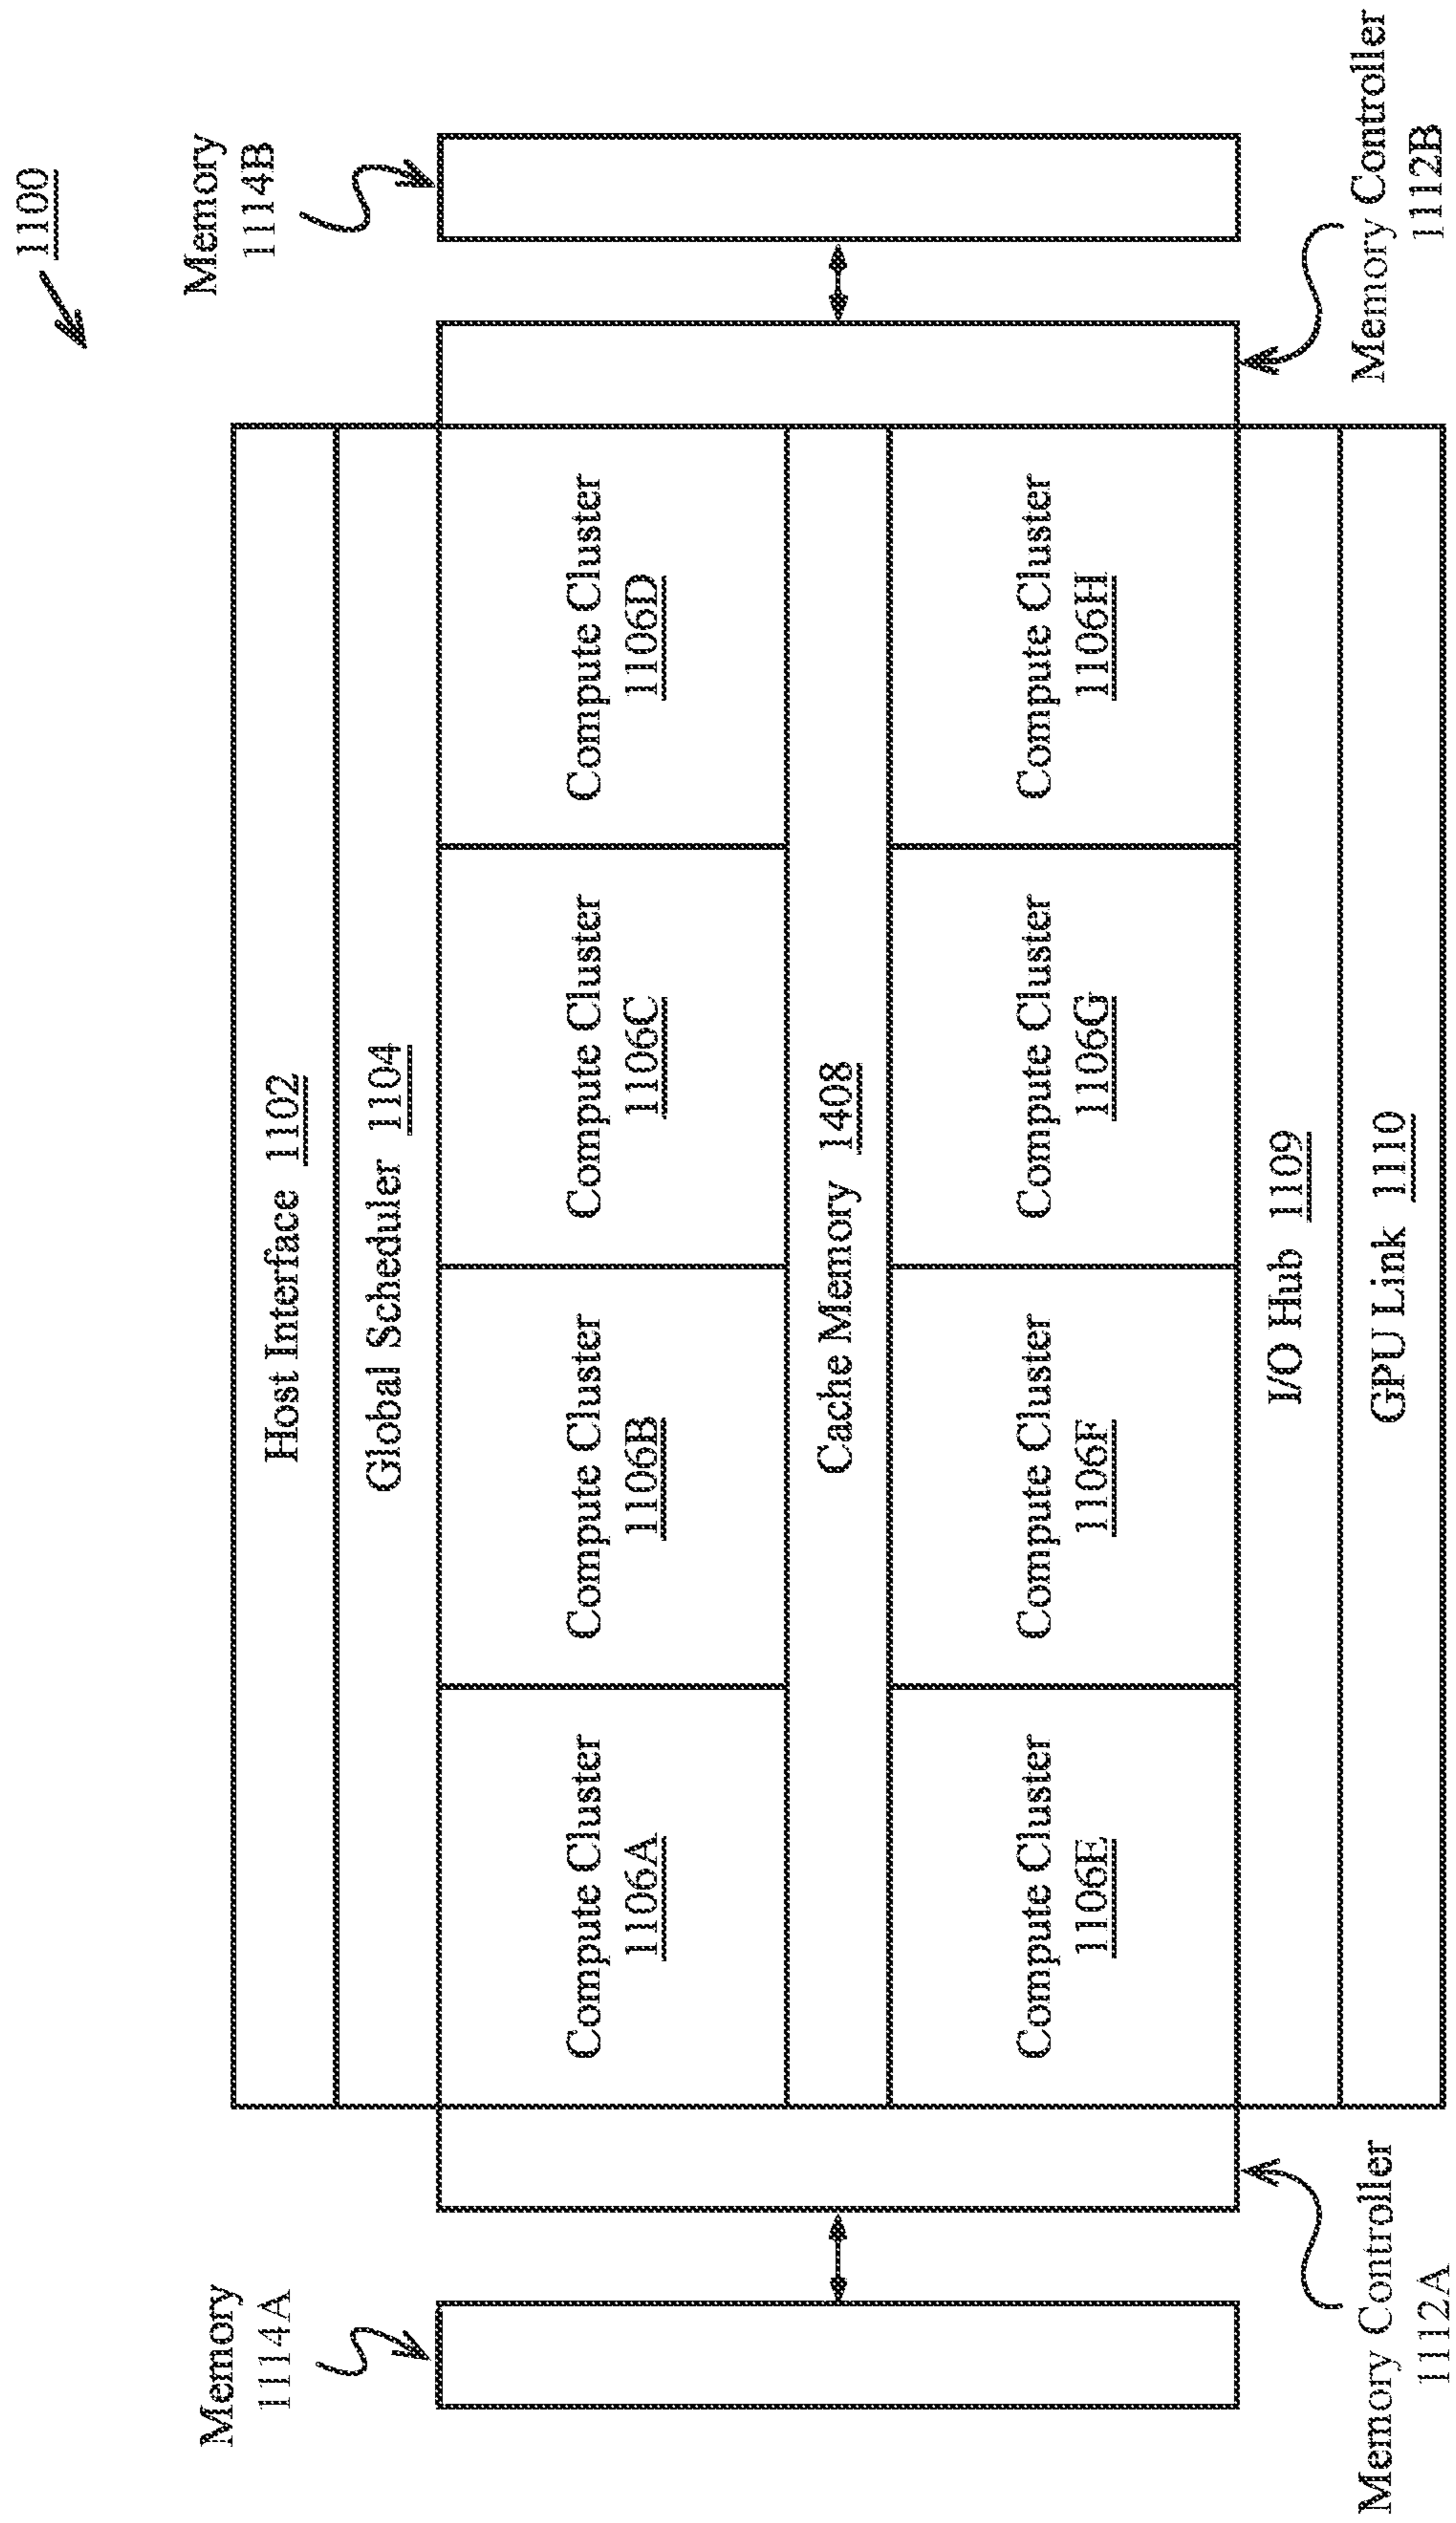 1100
Memory
1114B
Memory
1114A
Host Interface 1102
Global Scheduler 1104
Compute Cluster
1106A
Compute Cluster
1106B
Compute Cluster
1106C
Compute Cluster
1106D
Cache Memory 1408
Compute Cluster
1106E
Compute Cluster
1106F
Compute Cluster
1106G
Compute Cluster
1106H
I/O Hub 1109
GPU Link 1110
Memory Controller
1112A
Memory Controller
1112B